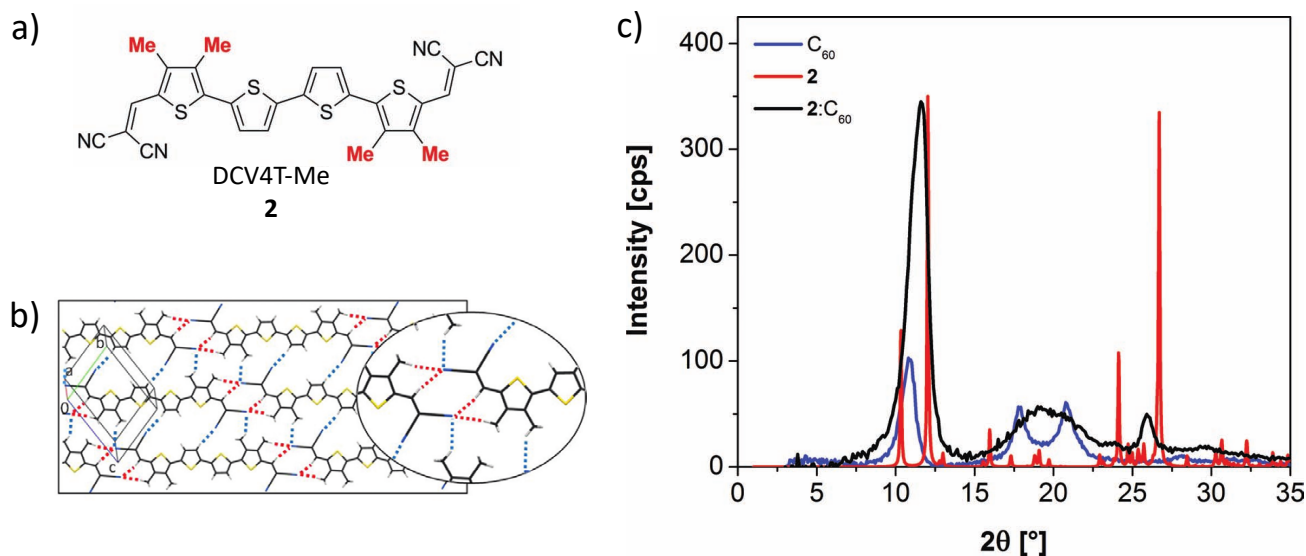 a)
Me
Me
NC
CN
S
S
S
S
NC
CN
Me
Me
DCV4T-Me
2
b)
b
a
0
c
c)
C₆₀
2
2:C₆₀
Intensity [cps]
400
300
200
100
0
0 5 10 15 20 25 30 35
2θ [°]